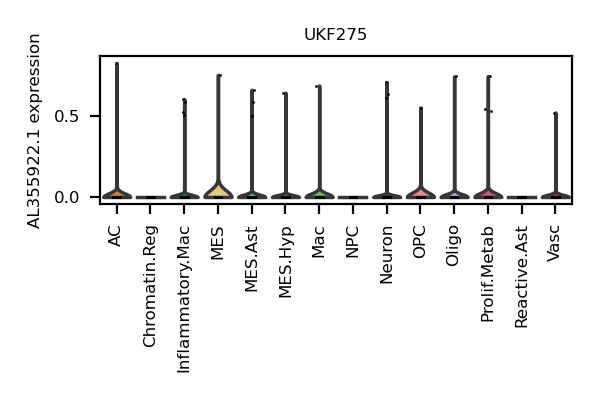 UKF275
AL355922.1 expression
0.5
0.0
AC
Chromatin.Reg
Inflammatory.Mac
MES
MES.Ast
MES.Hyp
Mac
NPC
Neuron
OPC
Oligo
Prolif.Metab
Reactive.Ast
Vasc